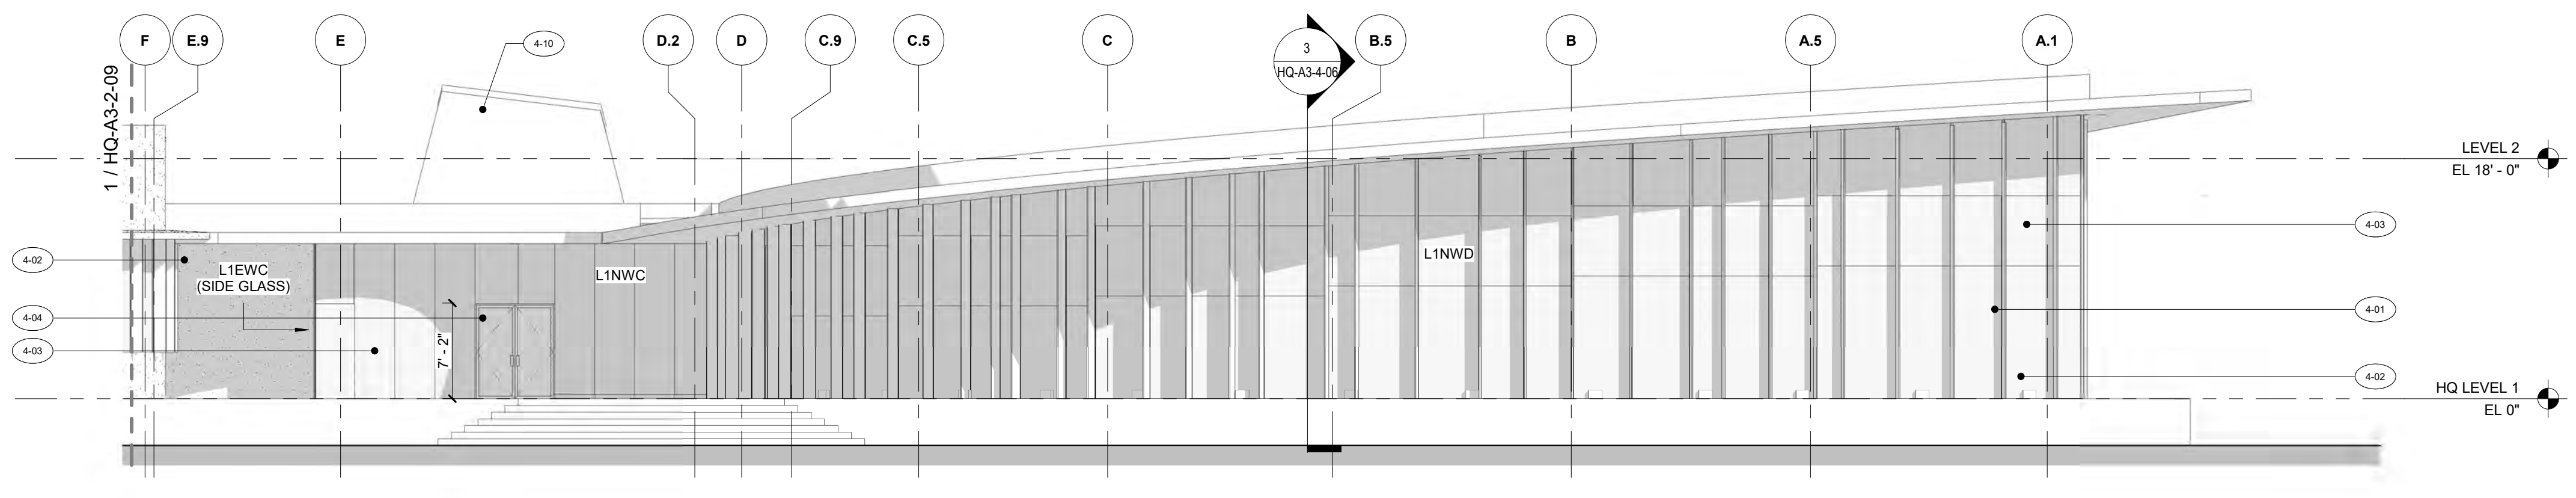 F
E.9
E
D.2
D
C.9
C.5
C
3
HQ-A3-4-06
B.5
B
A.5
A.1
4-10
1 / HQ-A3-2-09
LEVEL 2
EL 18' - 0"
4-03
4-02
L1EWC
(SIDE GLASS)
L1NWC
L1NWD
4-04
7' - 2"
4-01
4-03
4-02
HQ LEVEL 1
EL 0"